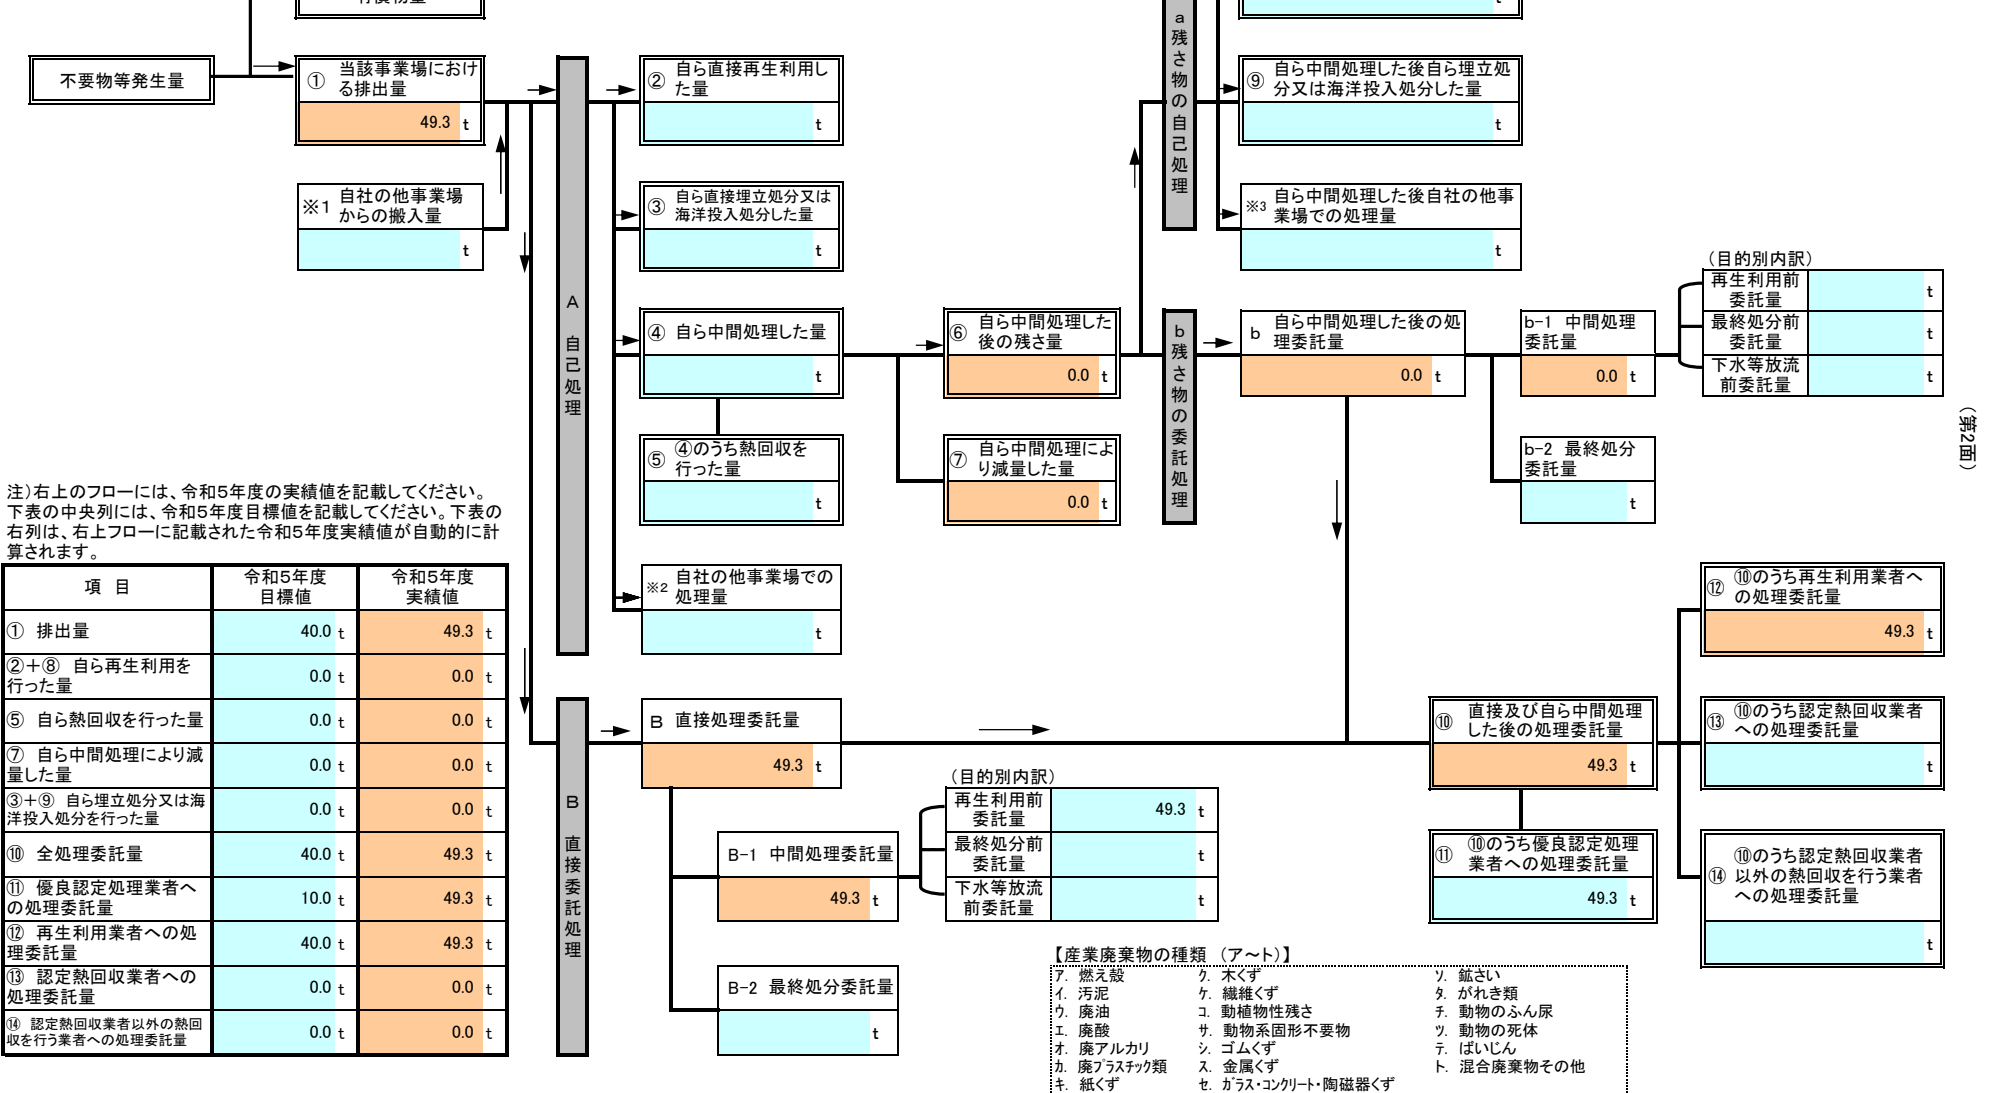 不要物等発生量
① 当該事業場におけ
る排出量
49.3 t
※1 自社の他事業場
からの搬入量
t
A 自己処理
② 自ら直接再生利用し
た量
t
③ 自ら直接埋立処分又は
海洋投入処分した量
t
④ 自ら中間処理した量
t
⑤ ④のうち熱回収を
行った量
t
※2 自社の他事業場での
処理量
t
⑥ 自ら中間処理した
後の残さ量
0.0 t
⑦ 自ら中間処理によ
り減量した量
0.0 t
a 残さ物の自己処理
t
⑨ 自ら中間処理した後自ら埋立処
分又は海洋投入処分した量
t
※3 自ら中間処理した後自社の他事
業場での処理量
t
b 残さ物の委託処理
b 自ら中間処理した後の処
理委託量
0.0 t
b-1 中間処理
委託量
0.0 t
b-2 最終処分
委託量
t
(目的別内訳)
再生利用前
委託量
t
最終処分前
委託量
t
下水等放流
前委託量
t
(第2面)
注)右上のフローには、令和5年度の実績値を記載してください。
下表の中央列には、令和5年度目標値を記載してください。下表の
右列は、右上フローに記載された令和5年度実績値が自動的に計
算されます。
項 目 令和5年度 目標値 令和5年度 実績値
① 排出量 40.0 t 49.3 t
②+⑧ 自ら再生利用を
行った量 0.0 t 0.0 t
⑤ 自ら熱回収を行った量 0.0 t 0.0 t
⑦ 自ら中間処理により減
量した量 0.0 t 0.0 t
③+⑨ 自ら埋立処分又は海
洋投入処分を行った量 0.0 t 0.0 t
⑩ 全処理委託量 40.0 t 49.3 t
⑪ 優良認定処理業者へ
の処理委託量 10.0 t 49.3 t
⑫ 再生利用業者への処
理委託量 40.0 t 49.3 t
⑬ 認定熱回収業者への
処理委託量 0.0 t 0.0 t
⑭ 認定熱回収業者以外の熱回
収を行う業者への処理委託量 0.0 t 0.0 t
B 直接委託処理
B 直接処理委託量
49.3 t
B-1 中間処理委託量
49.3 t
B-2 最終処分委託量
t
(目的別内訳)
再生利用前
委託量
49.3 t
最終処分前
委託量
t
下水等放流
前委託量
t
⑩ 直接及び自ら中間処理
した後の処理委託量
49.3 t
⑪ ⑩のうち優良認定処理
業者への処理委託量
49.3 t
⑫ ⑩のうち再生利用業者へ
の処理委託量
49.3 t
⑬ ⑩のうち認定熱回収業者
への処理委託量
t
⑭ ⑩のうち認定熱回収業者
以外の熱回収を行う業者
への処理委託量
t
【産業廃棄物の種類 (ア~ト)】
ア. 燃え殻 ク. 木くず ソ. 鉱さい
イ. 汚泥 ケ. 繊維くず タ. がれき類
ウ. 廃油 コ. 動植物性残さ チ. 動物のふん尿
エ. 廃酸 サ. 動物系固形不要物 ツ. 動物の死体
オ. 廃アルカリ シ. ゴムくず テ. ばいじん
カ. 廃プラスチック類 ス. 金属くず ト. 混合廃棄物その他
キ. 紙くず セ. ガラス・コンクリート・陶磁器くず